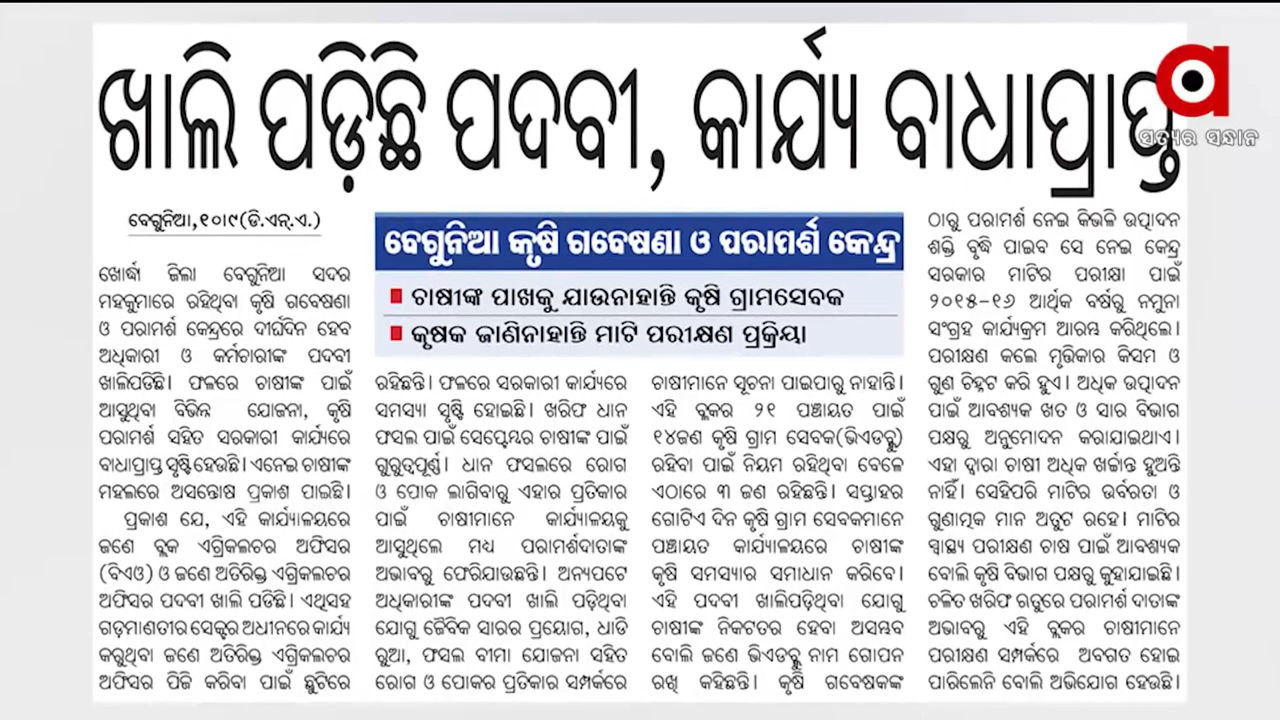 ଖାଲି ପଡ଼ିଛି ପଦବୀ, କାର୍ଯ୍ୟ ବାଧାପ୍ରାପ୍ତ
ସତ୍ୟର ସନ୍ଧାନ
ବେଗୁନିଆ,୧୦ା୯(ଡି.ଏନ୍.ଏ.)
ଖୋର୍ଦ୍ଧା ଜିଲା ବେଗୁନିଆ ସଦର
ମହକୁମାରେ ରହିଥିବା କୃଷି ଗବେଷଣା
ଓ ପରାମର୍ଶ କେନ୍ଦ୍ରରେ ଦୀର୍ଘଦିନ ହେବ
ଅଧିକାରୀ ଓ କର୍ମଚାରୀଙ୍କ ପଦବୀ
ଖାଲିପଡିଛି। ଫଳରେ ଚାଷୀଙ୍କ ପାଇଁ
ଆସୁଥିବା ବିଭିନ୍ନ ଯୋଜନା, କୃଷି
ପରାମର୍ଶ ସହିତ ସରକାରୀ କାର୍ଯ୍ୟରେ
ବାଧାପ୍ରାପ୍ତ ସୃଷ୍ଟି ହେଉଛି। ଏନେଇ ଚାଷୀଙ୍କ
ମହଲରେ ଅସନ୍ତୋଷ ପ୍ରକାଶ ପାଇଛି।
ପ୍ରକାଶ ଯେ, ଏହି କାର୍ଯ୍ୟାଳୟରେ
ଜଣେ ବ୍ଲକ ଏଗ୍ରିକଲଚର ଅଫିସର
(ବିଏଓ) ଓ ଜଣେ ଅତିରିକ୍ତ ଏଗ୍ରିକଲଚର
ଅଫିସର ପଦବୀ ଖାଲି ପଡିଛି। ଏଥିସହ
ଗଡ଼ମାଣତୀର ସେକ୍ଟର ଅଧୀନରେ କାର୍ଯ୍ୟ
କରୁଥିବା ଜଣେ ଅତିରିକ୍ତ ଏଗ୍ରିକଲଚର
ଅଫିସର ପିଜି କରିବା ପାଇଁ ଛୁଟିରେ
ବେଗୁନିଆ କୃଷି ଗବେଷଣା ଓ ପରାମର୍ଶ କେନ୍ଦ୍ର
ଚାଷୀଙ୍କ ପାଖକୁ ଯାଉନାହାନ୍ତି କୃଷି ଗ୍ରାମସେବକ
କୃଷକ ଜାଣିନାହାନ୍ତି ମାଟି ପରୀକ୍ଷଣ ପ୍ରକ୍ରିୟା
ରହିଛନ୍ତି। ଫଳରେ ସରକାରୀ କାର୍ଯ୍ୟରେ
ସମସ୍ୟା ସୃଷ୍ଟି ହୋଇଛି। ଖରିଫ ଧାନ
ଫସଲ ପାଇଁ ସେପ୍ଟେମ୍ବର ଚାଷୀଙ୍କ ପାଇଁ
ଗୁରୁତ୍ୱପୂର୍ଣ୍ଣ। ଧାନ ଫସଲରେ ରୋଗ
ଓ ପୋକ ଲାଗିବାରୁ ଏହାର ପ୍ରତିକାର
ପାଇଁ ଚାଷୀମାନେ କାର୍ଯ୍ୟାଳୟକୁ
ଆସୁଥିଲେ ମଧ୍ୟ ପରାମର୍ଶଦାତାଙ୍କ
ଅଭାବରୁ ଫେରିଯାଉଛନ୍ତି। ଅନ୍ୟପଟେ
ଅଧିକାରୀଙ୍କ ପଦବୀ ଖାଲି ପଡ଼ିଥିବା
ଯୋଗୁ ଜୈବିକ ସାରର ପ୍ରୟୋଗ, ଧାଡି
ରୁଆ, ଫସଲ ବୀମା ଯୋଜନା ସହିତ
ରୋଗ ଓ ପୋକର ପ୍ରତିକାର ସମ୍ପର୍କରେ
ଚାଷୀମାନେ ସୂଚନା ପାଇପାରୁ ନାହାନ୍ତି।
ଏହି ବ୍ଲକର ୨୧ ପଞ୍ଚାୟତ ପାଇଁ
୧୪ଜଣ କୃଷି ଗ୍ରାମ ସେବକ(ଭିଏଡବ୍ଲୁ)
ରହିବା ପାଇଁ ନିୟମ ରହିଥିବା ବେଳେ
ଏଠାରେ ୩ ଜଣ ରହିଛନ୍ତି। ସପ୍ତାହର
ଗୋଟିଏ ଦିନ କୃଷି ଗ୍ରାମ ସେବକମାନେ
ପଞ୍ଚାୟତ କାର୍ଯ୍ୟାଳୟରେ ଚାଷୀଙ୍କ
କୃଷି ସମସ୍ୟାର ସମାଧାନ କରିବେ।
ଏହି ପଦବୀ ଖାଲିପଡ଼ିଥିବା ଯୋଗୁ
ଚାଷୀଙ୍କ ନିକଟତର ହେବା ଅସମ୍ଭବ
ବୋଲି ଜଣେ ଭିଏଡବ୍ଲୁ ନାମ ଗୋପନ
ରଖି କହିଛନ୍ତି। କୃଷି ଗବେଷକଙ୍କ
ଠାରୁ ପରାମର୍ଶ ନେଇ କିଭଳି ଉତ୍ପାଦନ
ଶକ୍ତି ବୃଦ୍ଧି ପାଇବ ସେ ନେଇ କେନ୍ଦ୍ର
ସରକାର ମାଟିର ପରୀକ୍ଷା ପାଇଁ
୨୦୧୫-୧୬ ଆର୍ଥିକ ବର୍ଷରୁ ନମୁନା
ସଂଗ୍ରହ କାର୍ଯ୍ୟକ୍ରମ ଆରମ୍ଭ କରିଥିଲେ।
ପରୀକ୍ଷଣ କଲେ ମୃତ୍ତିକାର କିସମ ଓ
ଗୁଣ ଚିହ୍ନଟ କରି ହୁଏ। ଅଧିକ ଉତ୍ପାଦନ
ପାଇଁ ଆବଶ୍ୟକ ଖତ ଓ ସାର ବିଭାଗ
ପକ୍ଷରୁ ଅନୁମୋଦନ କରାଯାଇଥାଏ।
ଏହା ଦ୍ୱାରା ଚାଷୀ ଅଧିକ ଖର୍ଚ୍ଚାନ୍ତ ହୁଅନ୍ତି
ନାହିଁ। ସେହିପରି ମାଟିର ଉର୍ବରତା ଓ
ଗୁଣାତ୍ମକ ମାନ ଅତୁଟ ରହେ। ମାଟିର
ସ୍ୱାସ୍ଥ୍ୟ ପରୀକ୍ଷଣ ଚାଷ ପାଇଁ ଆବଶ୍ୟକ
ବୋଲି କୃଷି ବିଭାଗ ପକ୍ଷରୁ କୁହାଯାଇଛି।
ଚଳିତ ଖରିଫ ଋତୁରେ ପରାମର୍ଶ ଦାତାଙ୍କ
ଅଭାବରୁ ଏହି ବ୍ଲକର ଚାଷୀମାନେ
ପରୀକ୍ଷଣ ସମ୍ପର୍କରେ ଅବଗତ ହୋଇ
ପାରିଲେନି ବୋଲି ଅଭିଯୋଗ ହେଉଛି।